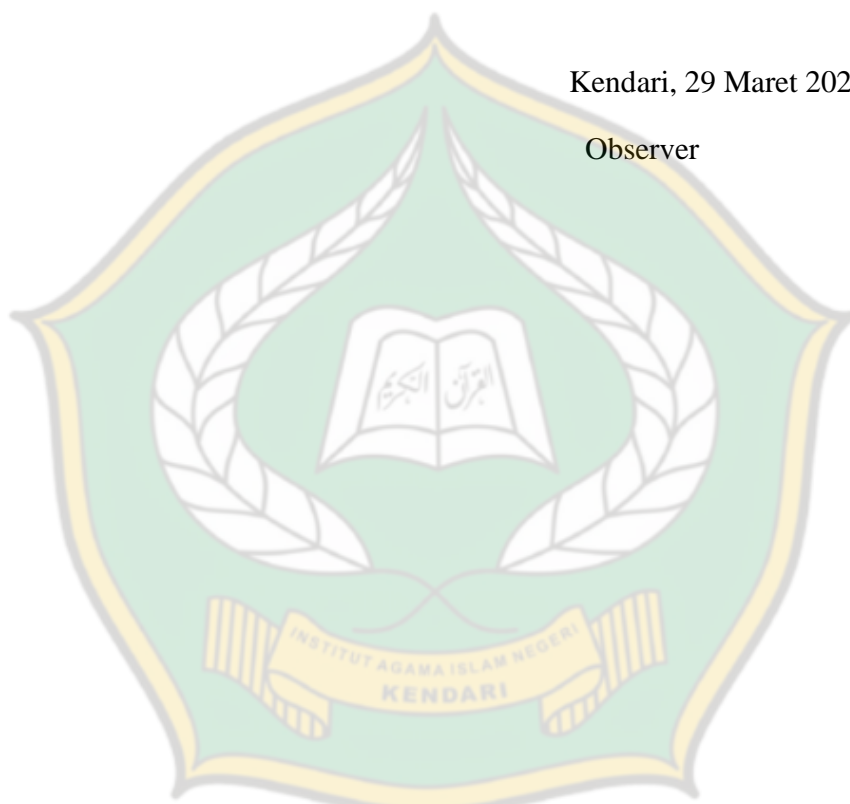 Kendari, 29 Maret 202
Observer
القرآن الكريم
INSTITUT AGAMA ISLAM NEGERI
KENDARI